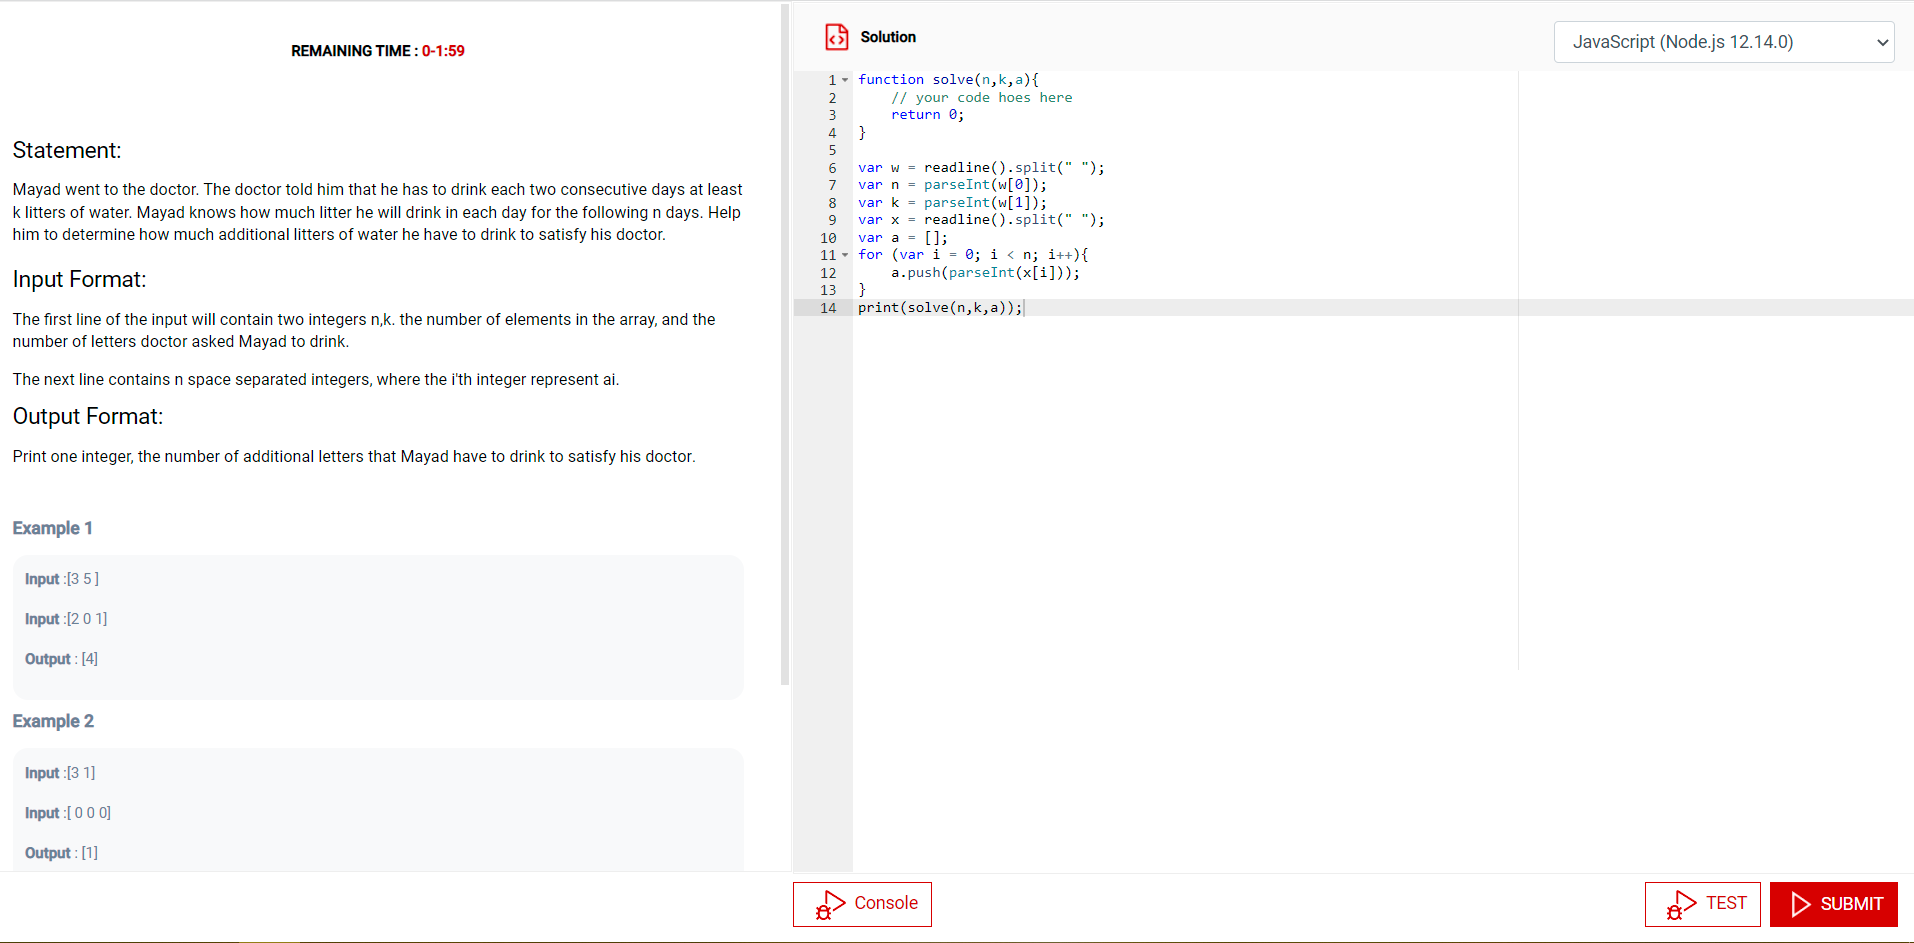 REMAINING TIME : 0-1:59
Statement:
Mayad went to the doctor. The doctor told him that he has to drink each two consecutive days at least
k litters of water. Mayad knows how much litter he will drink in each day for the following n days. Help
him to determine how much additional litters of water he have to drink to satisfy his doctor.
Input Format:
The first line of the input will contain two integers n,k. the number of elements in the array, and the
number of letters doctor asked Mayad to drink.
The next line contains n space separated integers, where the i'th integer represent ai.
Output Format:
Print one integer, the number of additional letters that Mayad have to drink to satisfy his doctor.
Example 1
Input :[3 5 ]
Input :[2 0 1]
Output : [4]
Example 2
Input :[3 1]
Input :[ 0 0 0]
Output : [1]
Solution
JavaScript (Node.js 12.14.0)
1 function solve(n,k,a){
2     // your code hoes here
3     return 0;
4 }
5
6 var w = readline().split(" ");
7 var n = parseInt(w[0]);
8 var k = parseInt(w[1]);
9 var x = readline().split(" ");
10 var a = [];
11 for (var i = 0; i < n; i++){
12     a.push(parseInt(x[i]));
13 }
14 print(solve(n,k,a));
Console
TEST
SUBMIT